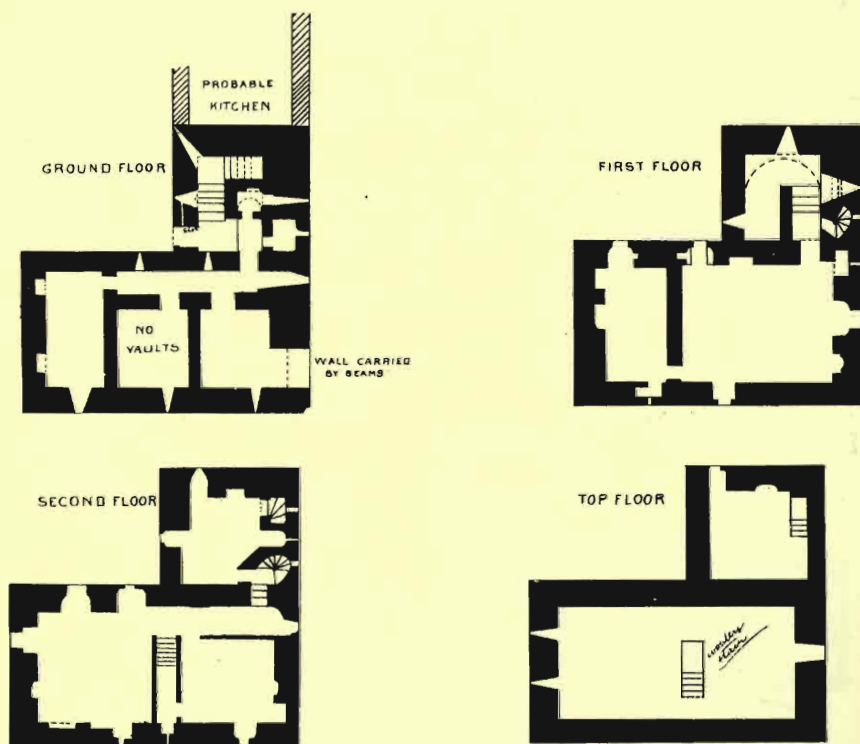 PROBABLE
KITCHEN
GROUND FLOOR
FIRST FLOOR
NO
VAULTS
WALL CARRIED
BY BEAMS
SECOND FLOOR
TOP FLOOR
wooden
stair